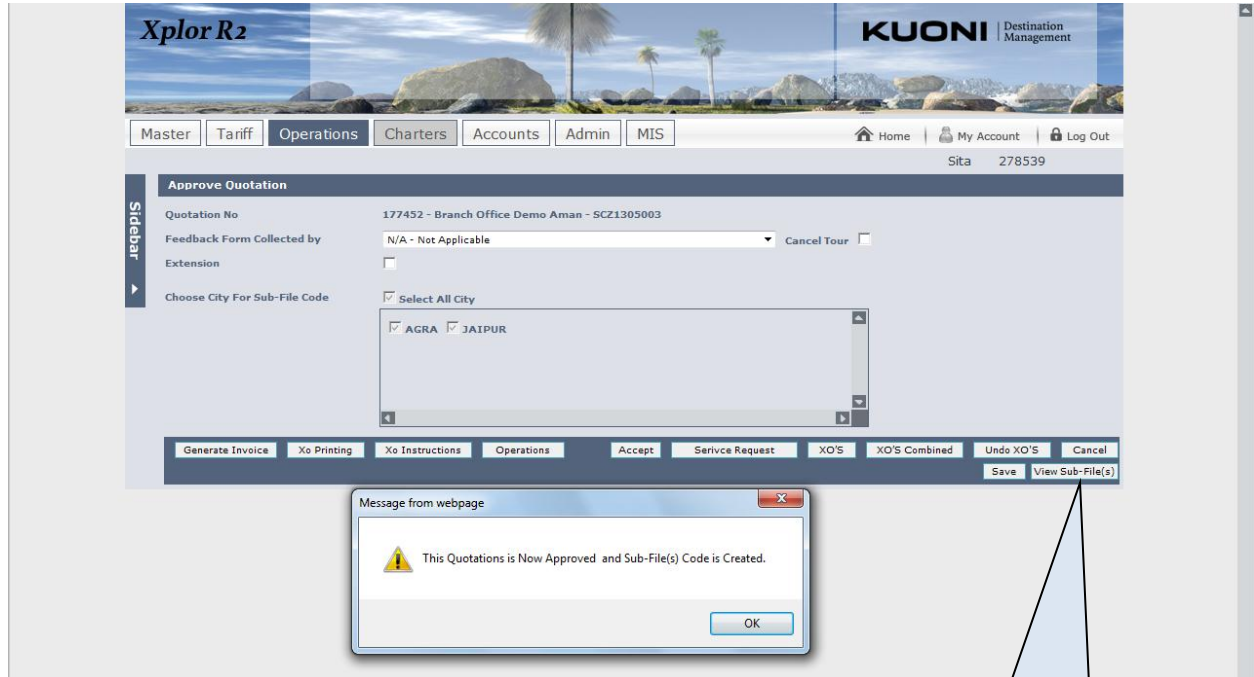 Xplor R2
KUONI Destination Management
Master Tariff Operations Charters Accounts Admin MIS Home My Account Log Out
Sita 278539
Sidebar
Approve Quotation
Quotation No 177452 - Branch Office Demo Aman - SCZ1305003
Feedback Form Collected by N/A - Not Applicable Cancel Tour
Extension
Choose City For Sub-File Code Select All City
AGRA JAIPUR
Generate Invoice Xo Printing Xo Instructions Operations Accept Serivce Request XO'S XO'S Combined Undo XO'S Cancel
Save View Sub-File(s)
Message from webpage
This Quotations is Now Approved and Sub-File(s) Code is Created.
OK